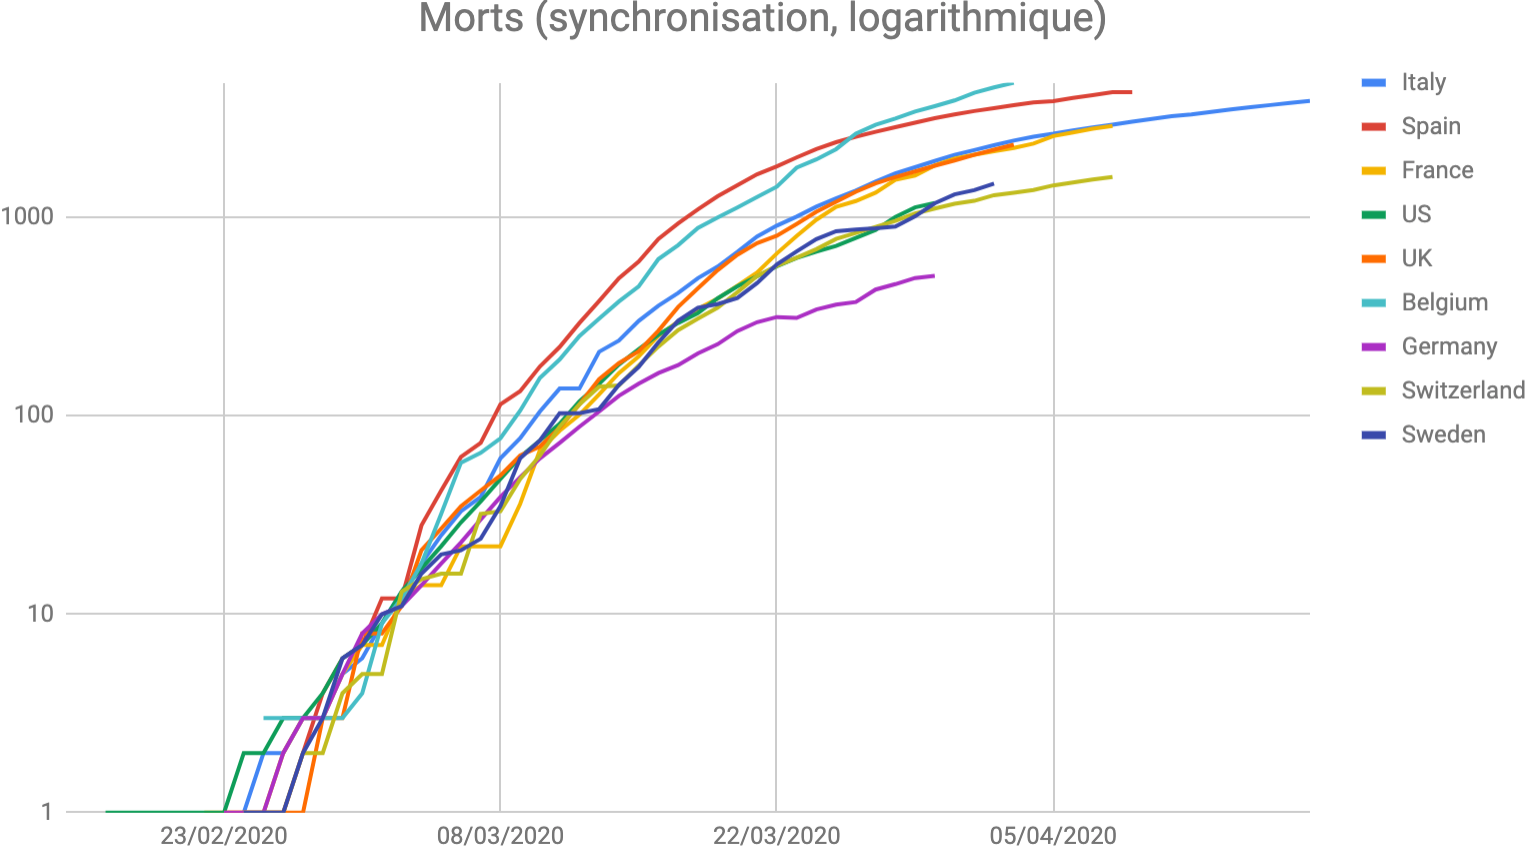 Morts (synchronisation, logarithmique)
Italy
Spain
France
US
UK
Belgium
Germany
Switzerland
Sweden
1000
100
10
1
23/02/2020
08/03/2020
22/03/2020
05/04/2020